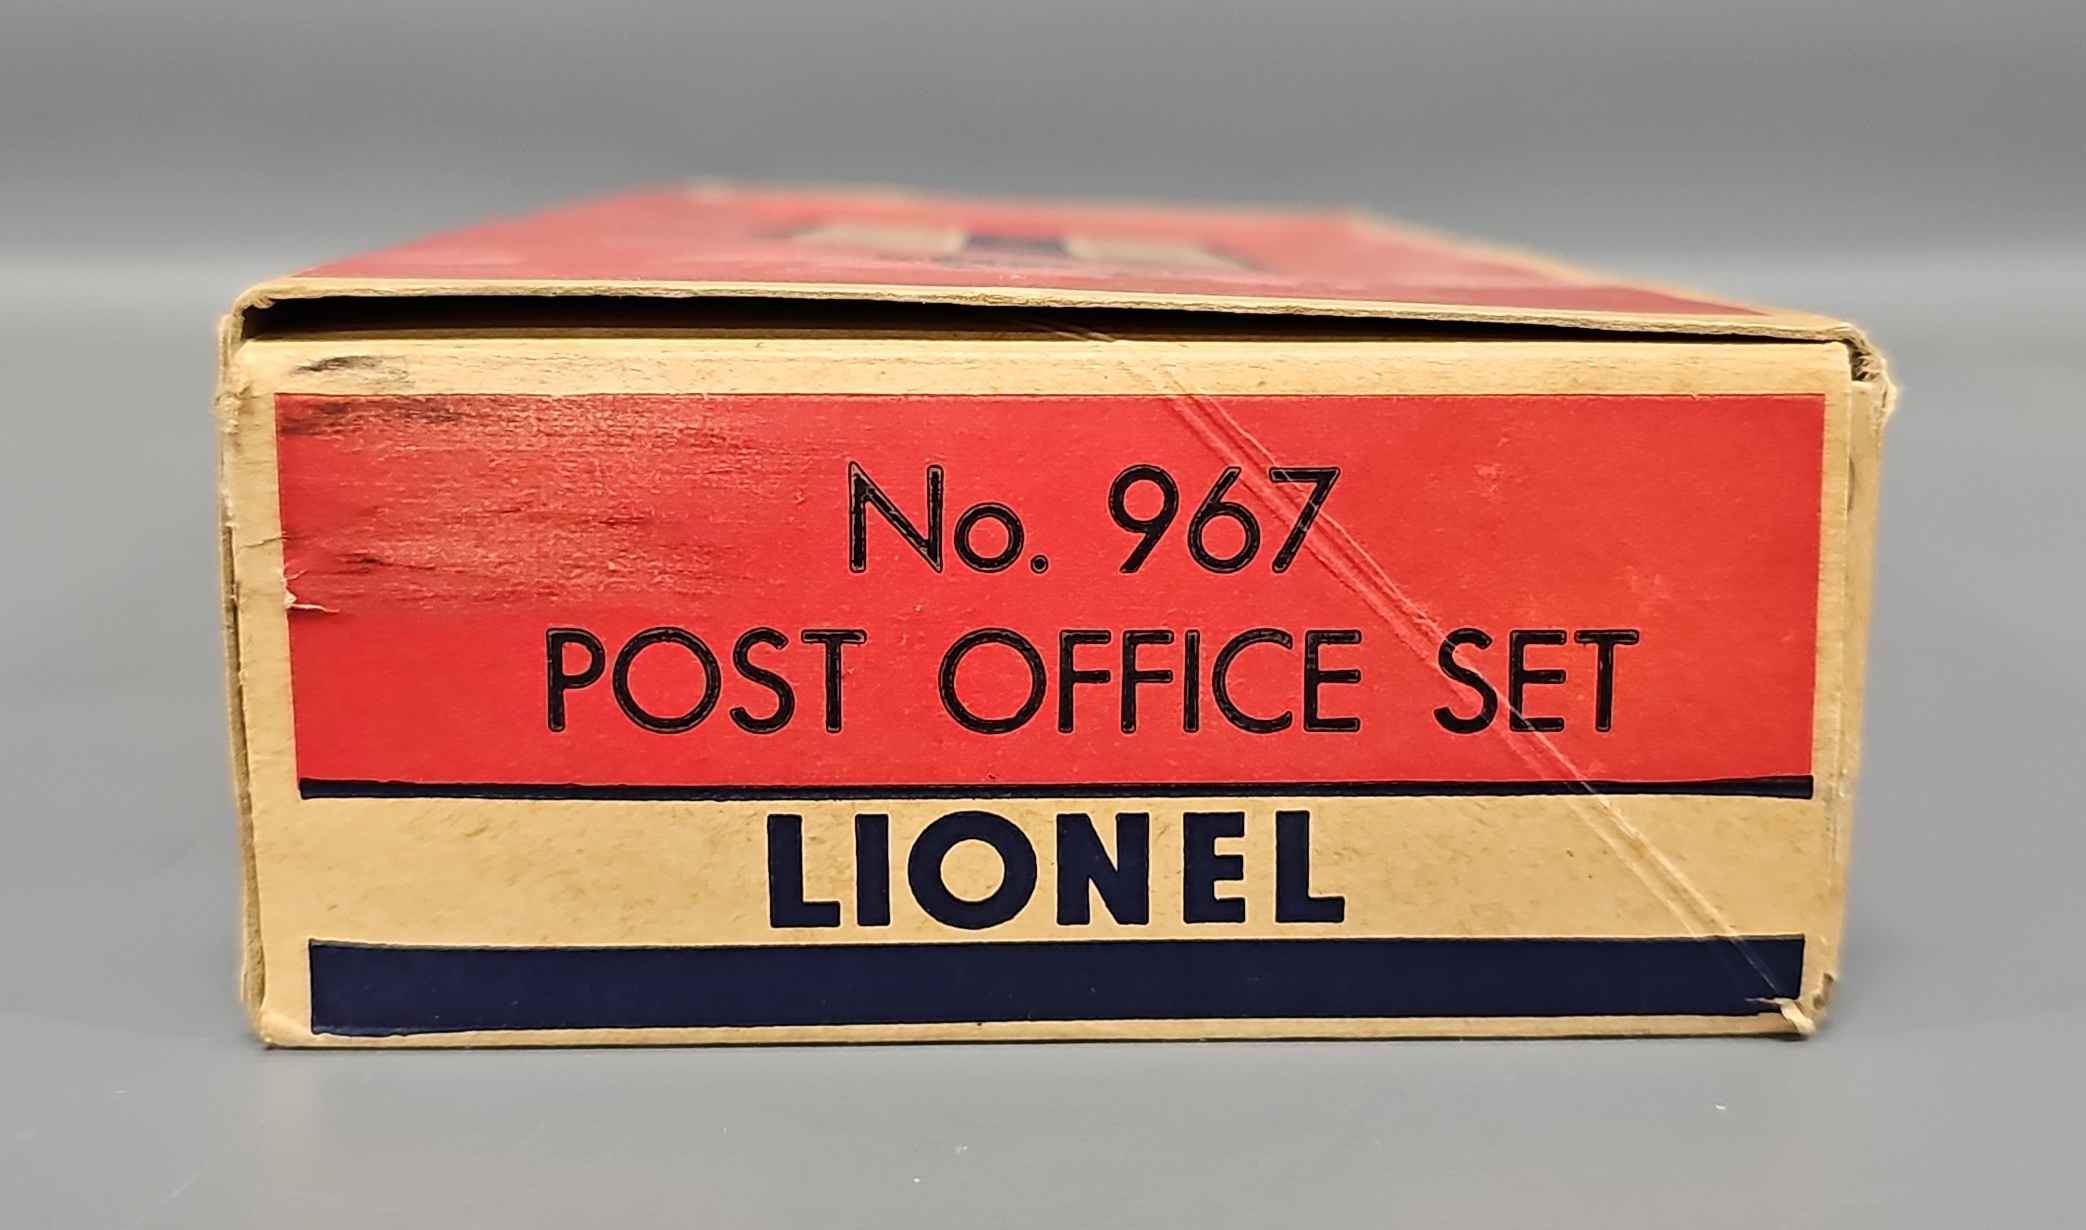 No. 967
POST OFFICE SET
LIONEL